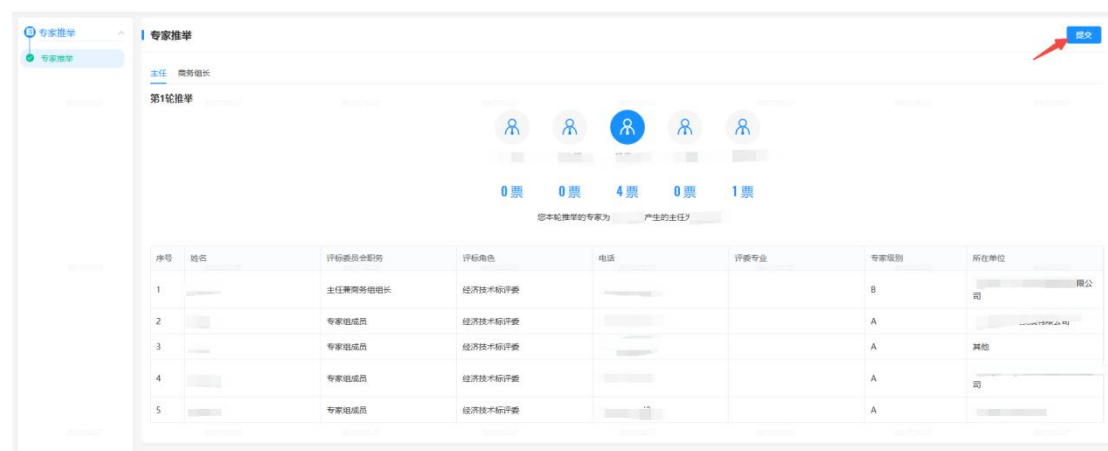 专家推举
专家推举
专家推举
提交
主任 商务组长
第1轮推举
0票 0票 4票 0票 1票
您本轮推举的专家为 产生的主任为
序号 姓名 评标委员会职务 评标角色 电话 评委专业 专家级别 所在单位
1 主任兼商务组组长 经济技术标评委 B 限公
司
2 专家组成员 经济技术标评委 A
3 专家组成员 经济技术标评委 A 其他
4 专家组成员 经济技术标评委 A
司
5 专家组成员 经济技术标评委 A